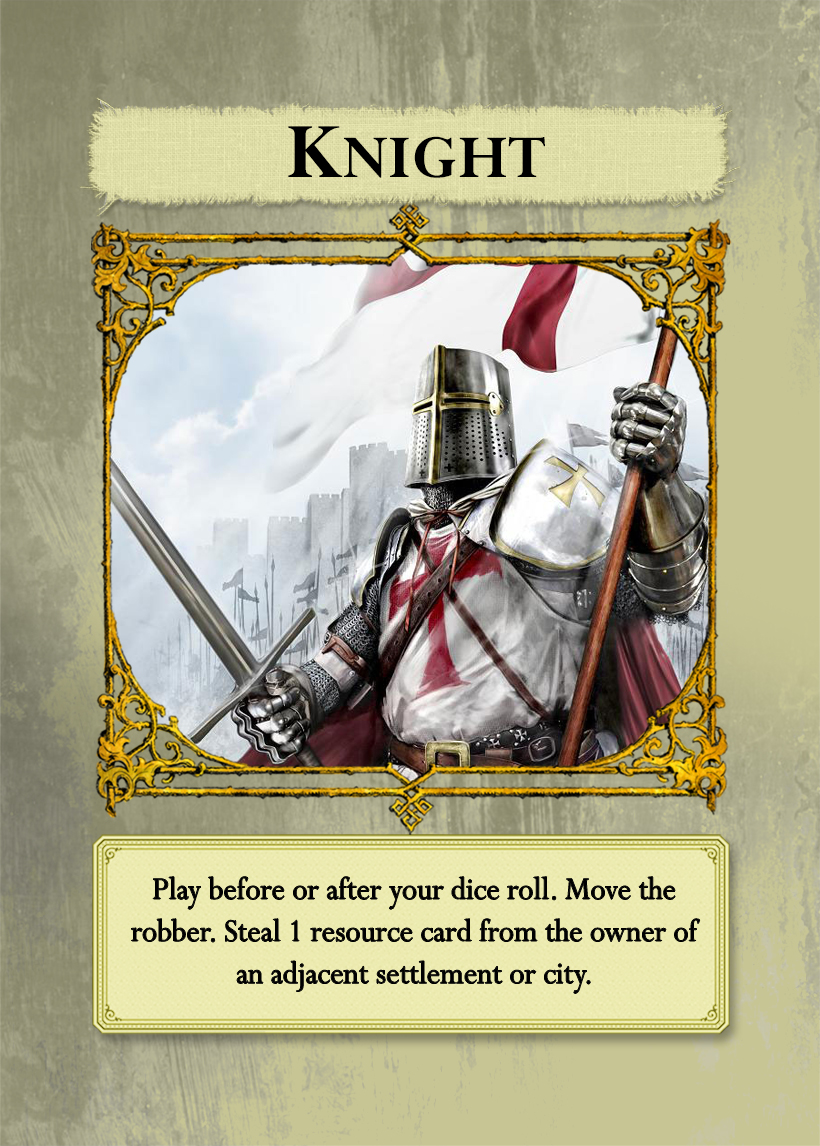 KNIGHT
Play before or after your dice roll. Move the
robber. Steal 1 resource card from the owner of
an adjacent settlement or city.